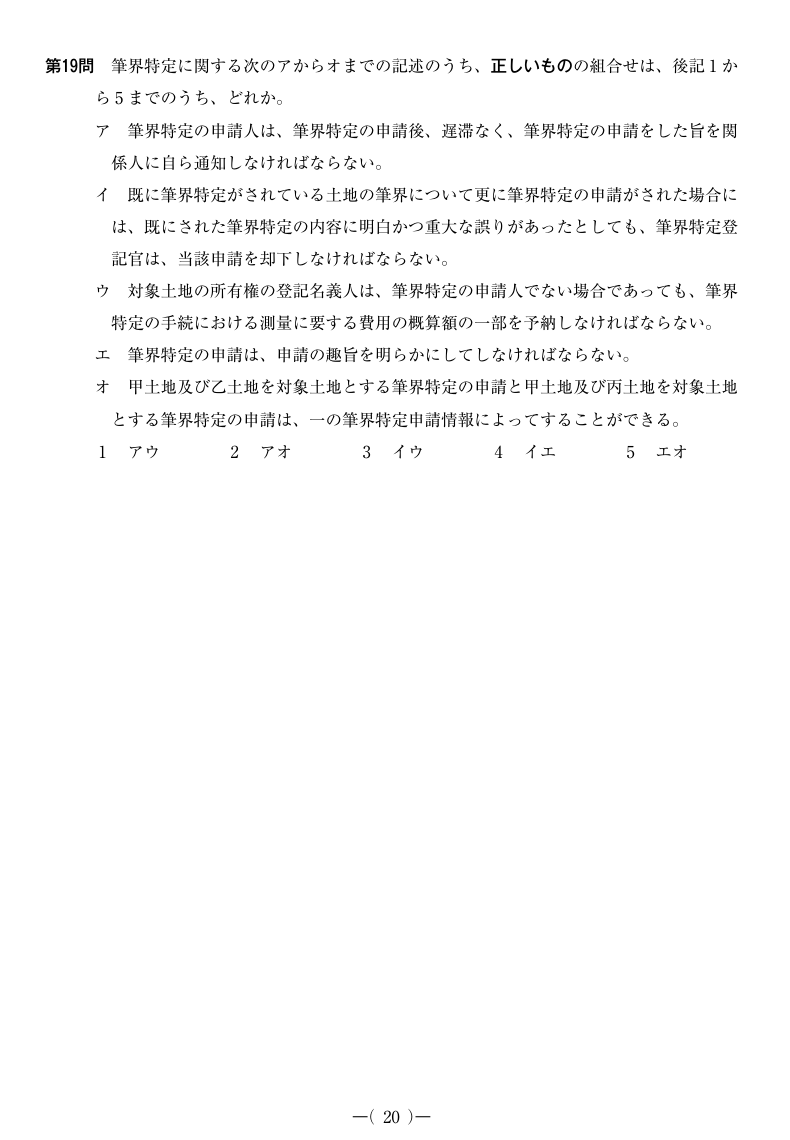 第19問　筆界特定に関する次のアからオまでの記述のうち、正しいものの組合せは、後記１か
ら５までのうち、どれか。
ア　筆界特定の申請人は、筆界特定の申請後、遅滞なく、筆界特定の申請をした旨を関
係人に自ら通知しなければならない。
イ　既に筆界特定がされている土地の筆界について更に筆界特定の申請がされた場合に
は、既にされた筆界特定の内容に明白かつ重大な誤りがあったとしても、筆界特定登
記官は、当該申請を却下しなければならない。
ウ　対象土地の所有権の登記名義人は、筆界特定の申請人でない場合であっても、筆界
特定の手続における測量に要する費用の概算額の一部を予納しなければならない。
エ　筆界特定の申請は、申請の趣旨を明らかにしてしなければならない。
オ　甲土地及び乙土地を対象土地とする筆界特定の申請と甲土地及び丙土地を対象土地
とする筆界特定の申請は、一の筆界特定申請情報によってすることができる。
１　アウ　２　アオ　３　イウ　４　イエ　５　エオ
―( 20 )―